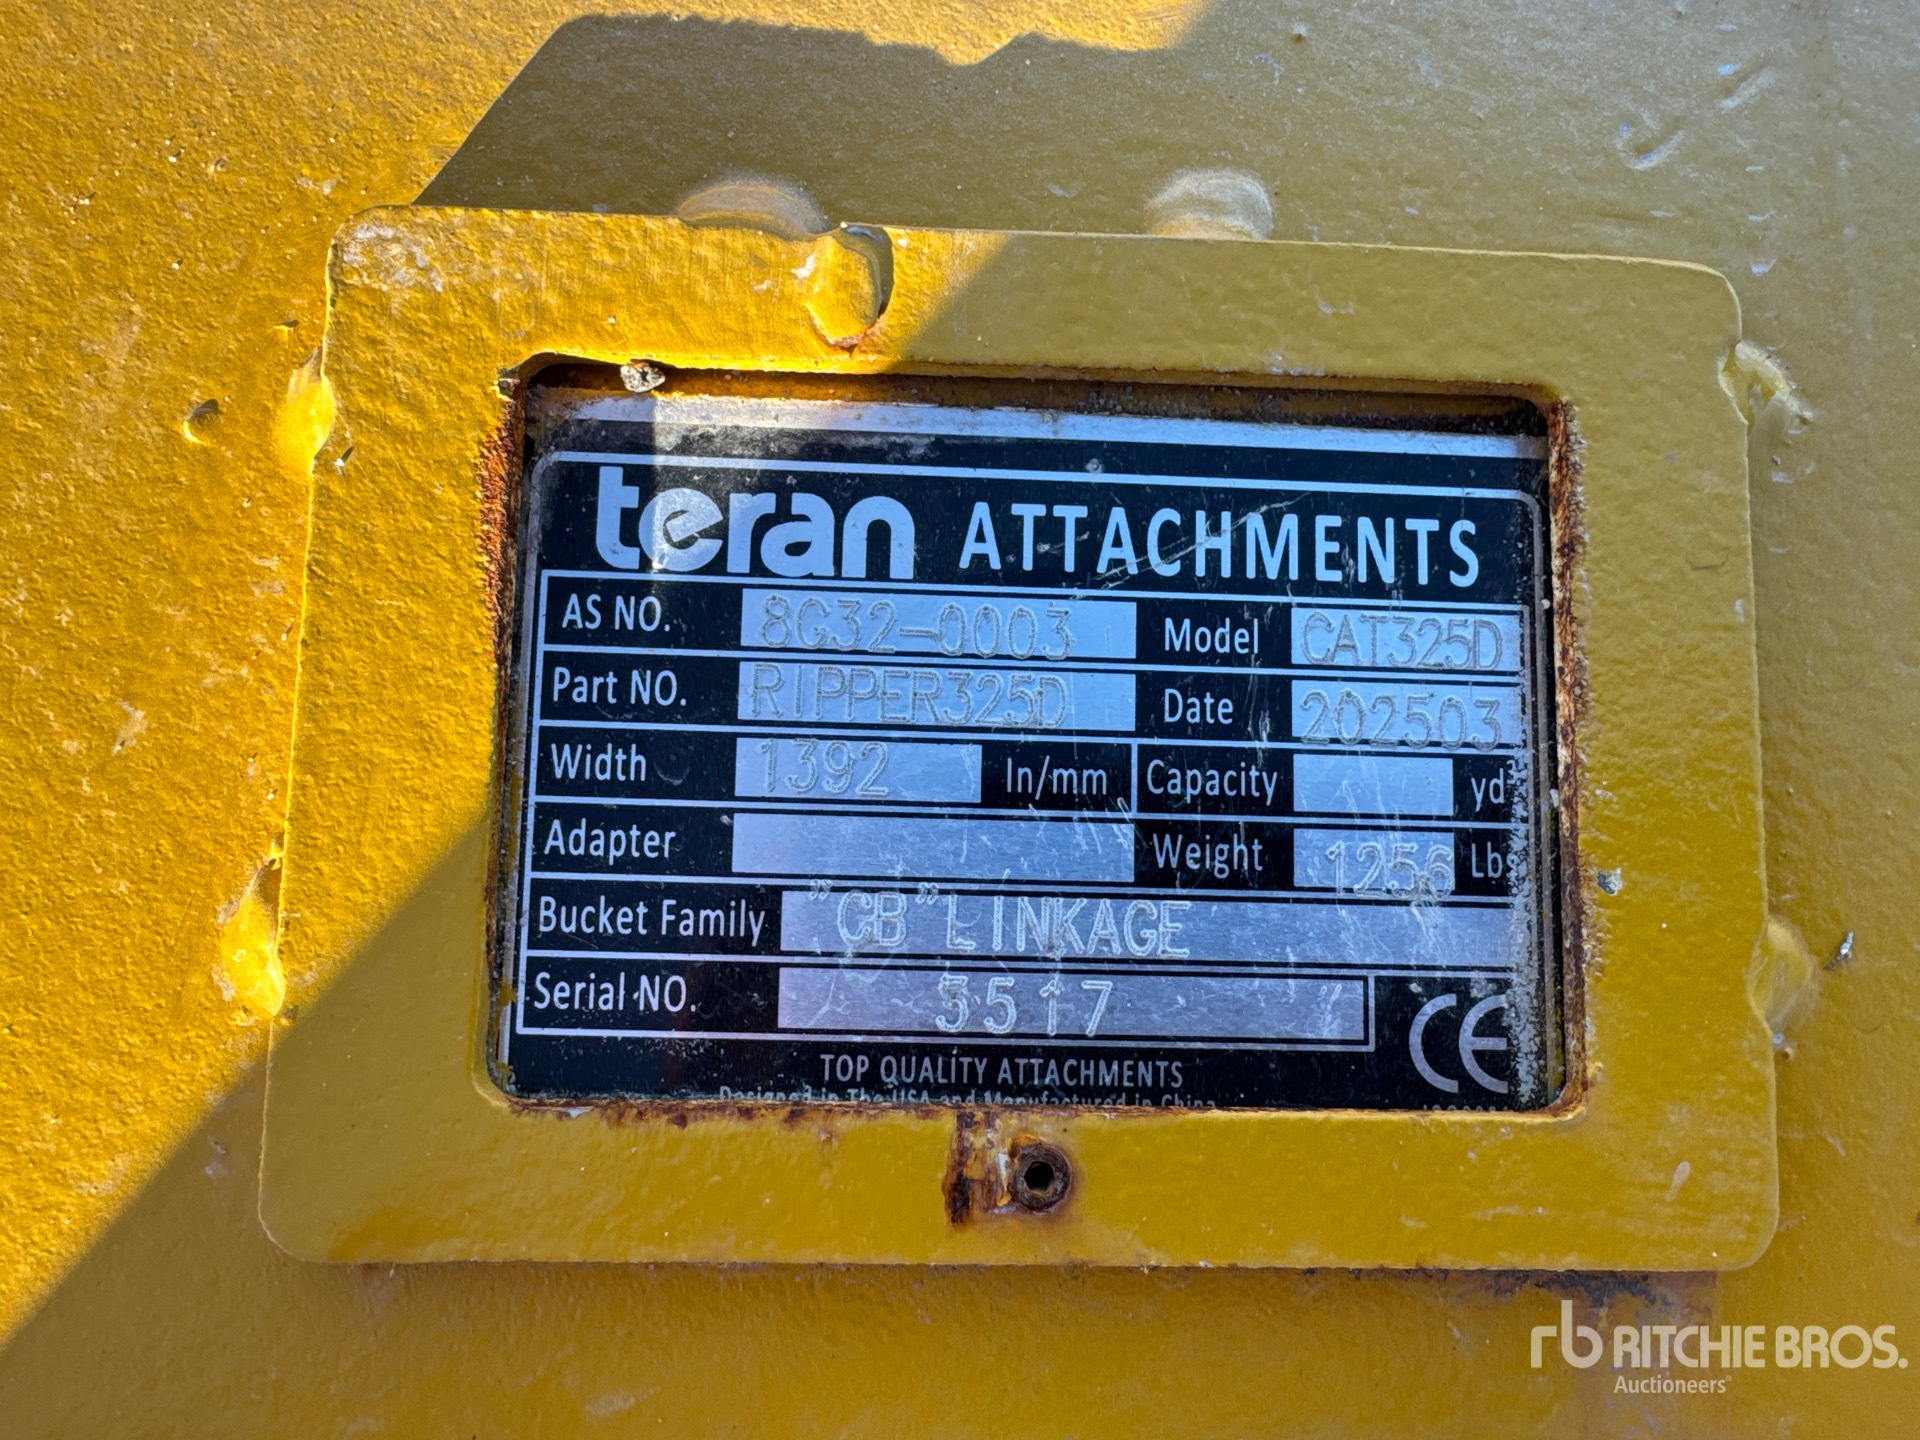 teran ATTACHMENTS
AS NO. 8G32-0003 Model CAT325D
Part NO. RIPPER325D Date 202503
Width 1392 In/mm Capacity yd³
Adapter Weight 1256 Lbs
Bucket Family "CB"LINKAGE
Serial NO. 5517 CE
TOP QUALITY ATTACHMENTS
Designed in The USA and Manufactured in China
rb RITCHIE BROS.
Auctioneers